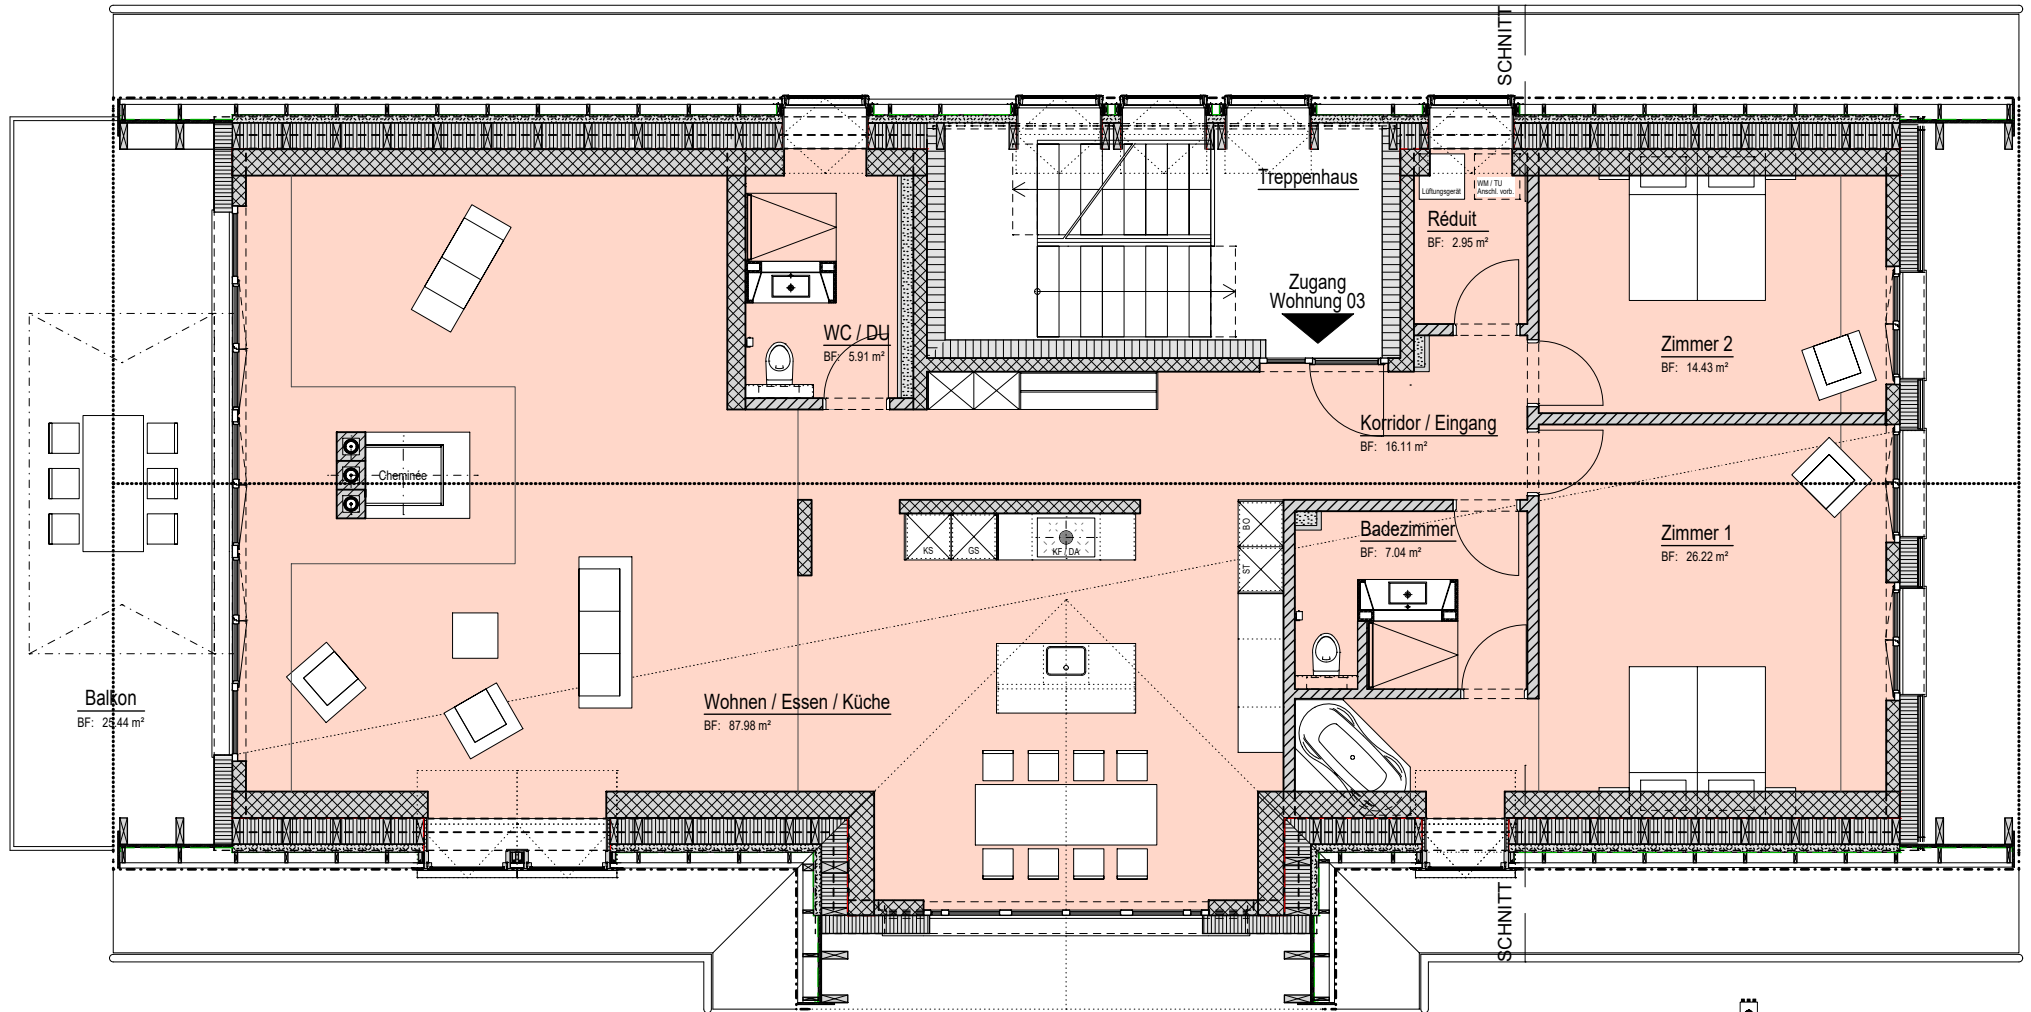 SCHNITT
Treppenhaus
Lüftungsgerät
WM / TU
Anschl. vorb.
Réduit
BF: 2.95 m²
Zugang
Wohnung 03
WC / DU
BF: 5.91 m²
Zimmer 2
BF: 14.43 m²
Korridor / Eingang
BF: 16.11 m²
Cheminée
KS
GS
KF / DA
BO
ST
Badezimmer
BF: 7.04 m²
Zimmer 1
BF: 26.22 m²
Balkon
BF: 25.44 m²
Wohnen / Essen / Küche
BF: 87.98 m²
SCHNITT